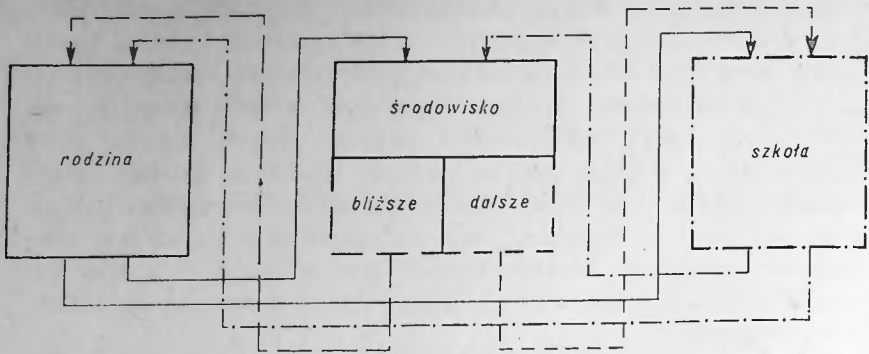 środowisko
rodzina
szkoła
bliższe
dalsze